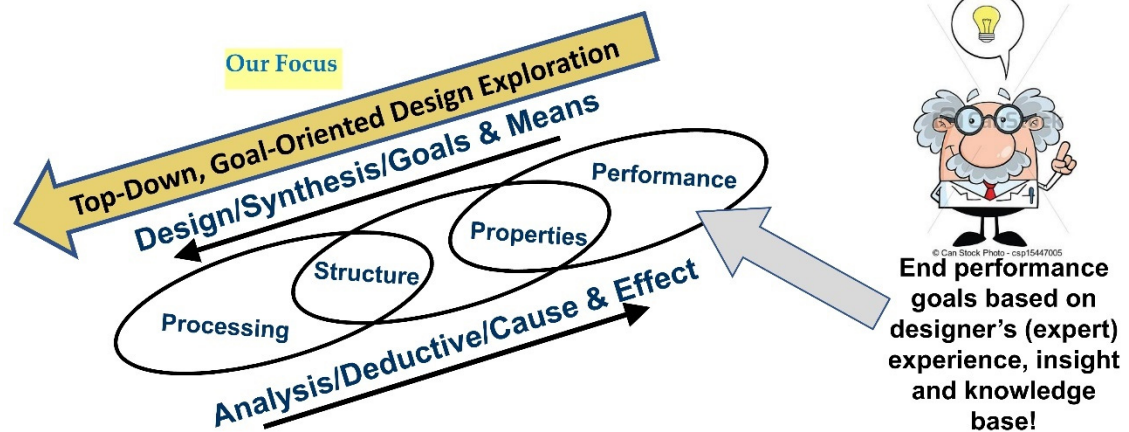 Our Focus
Top-Down, Goal-Oriented Design Exploration
Design/Synthesis/Goals & Means
Performance
Properties
Structure
Processing
Analysis/Deductive/Cause & Effect
© Can Stock Photo - csp15447005
End performance
goals based on
designer’s (expert)
experience, insight
and knowledge
base!